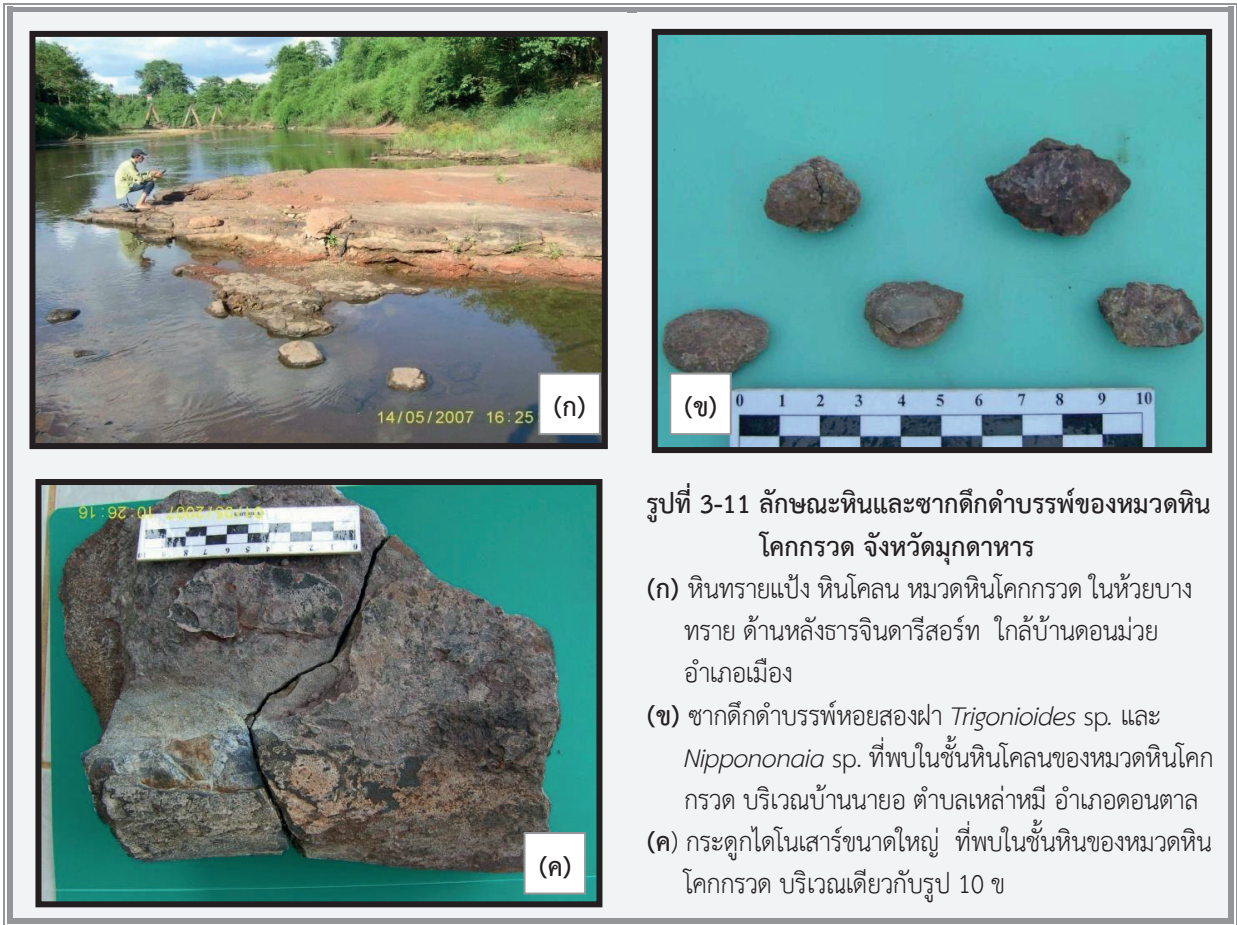 14/05/2007 16:25
(ก)
(ข)
0 1 2 3 4 5 6 7 8 9 10
(ค)
รูปที่ 3-11 ลักษณะหินและซากดึกดำบรรพ์ของหมวดหิน
โคกกรวด จังหวัดมุกดาหาร
(ก) หินทรายแป้ง หินโคลน หมวดหินโคกกรวด ในห้วยบาง
ทราย ด้านหลังธารจินดารีสอร์ท ใกล้บ้านดอนม่วย
อำเภอเมือง
(ข) ซากดึกดำบรรพ์หอยสองฝา Trigonioides sp. และ
Nippononaia sp. ที่พบในชั้นหินโคลนของหมวดหินโคก
กรวด บริเวณบ้านนายอ ตำบลเหล่าหมี อำเภอดอนตาล
(ค) กระดูกไดโนเสาร์ขนาดใหญ่ ที่พบในชั้นหินของหมวดหิน
โคกกรวด บริเวณเดียวกับรูป 10 ข